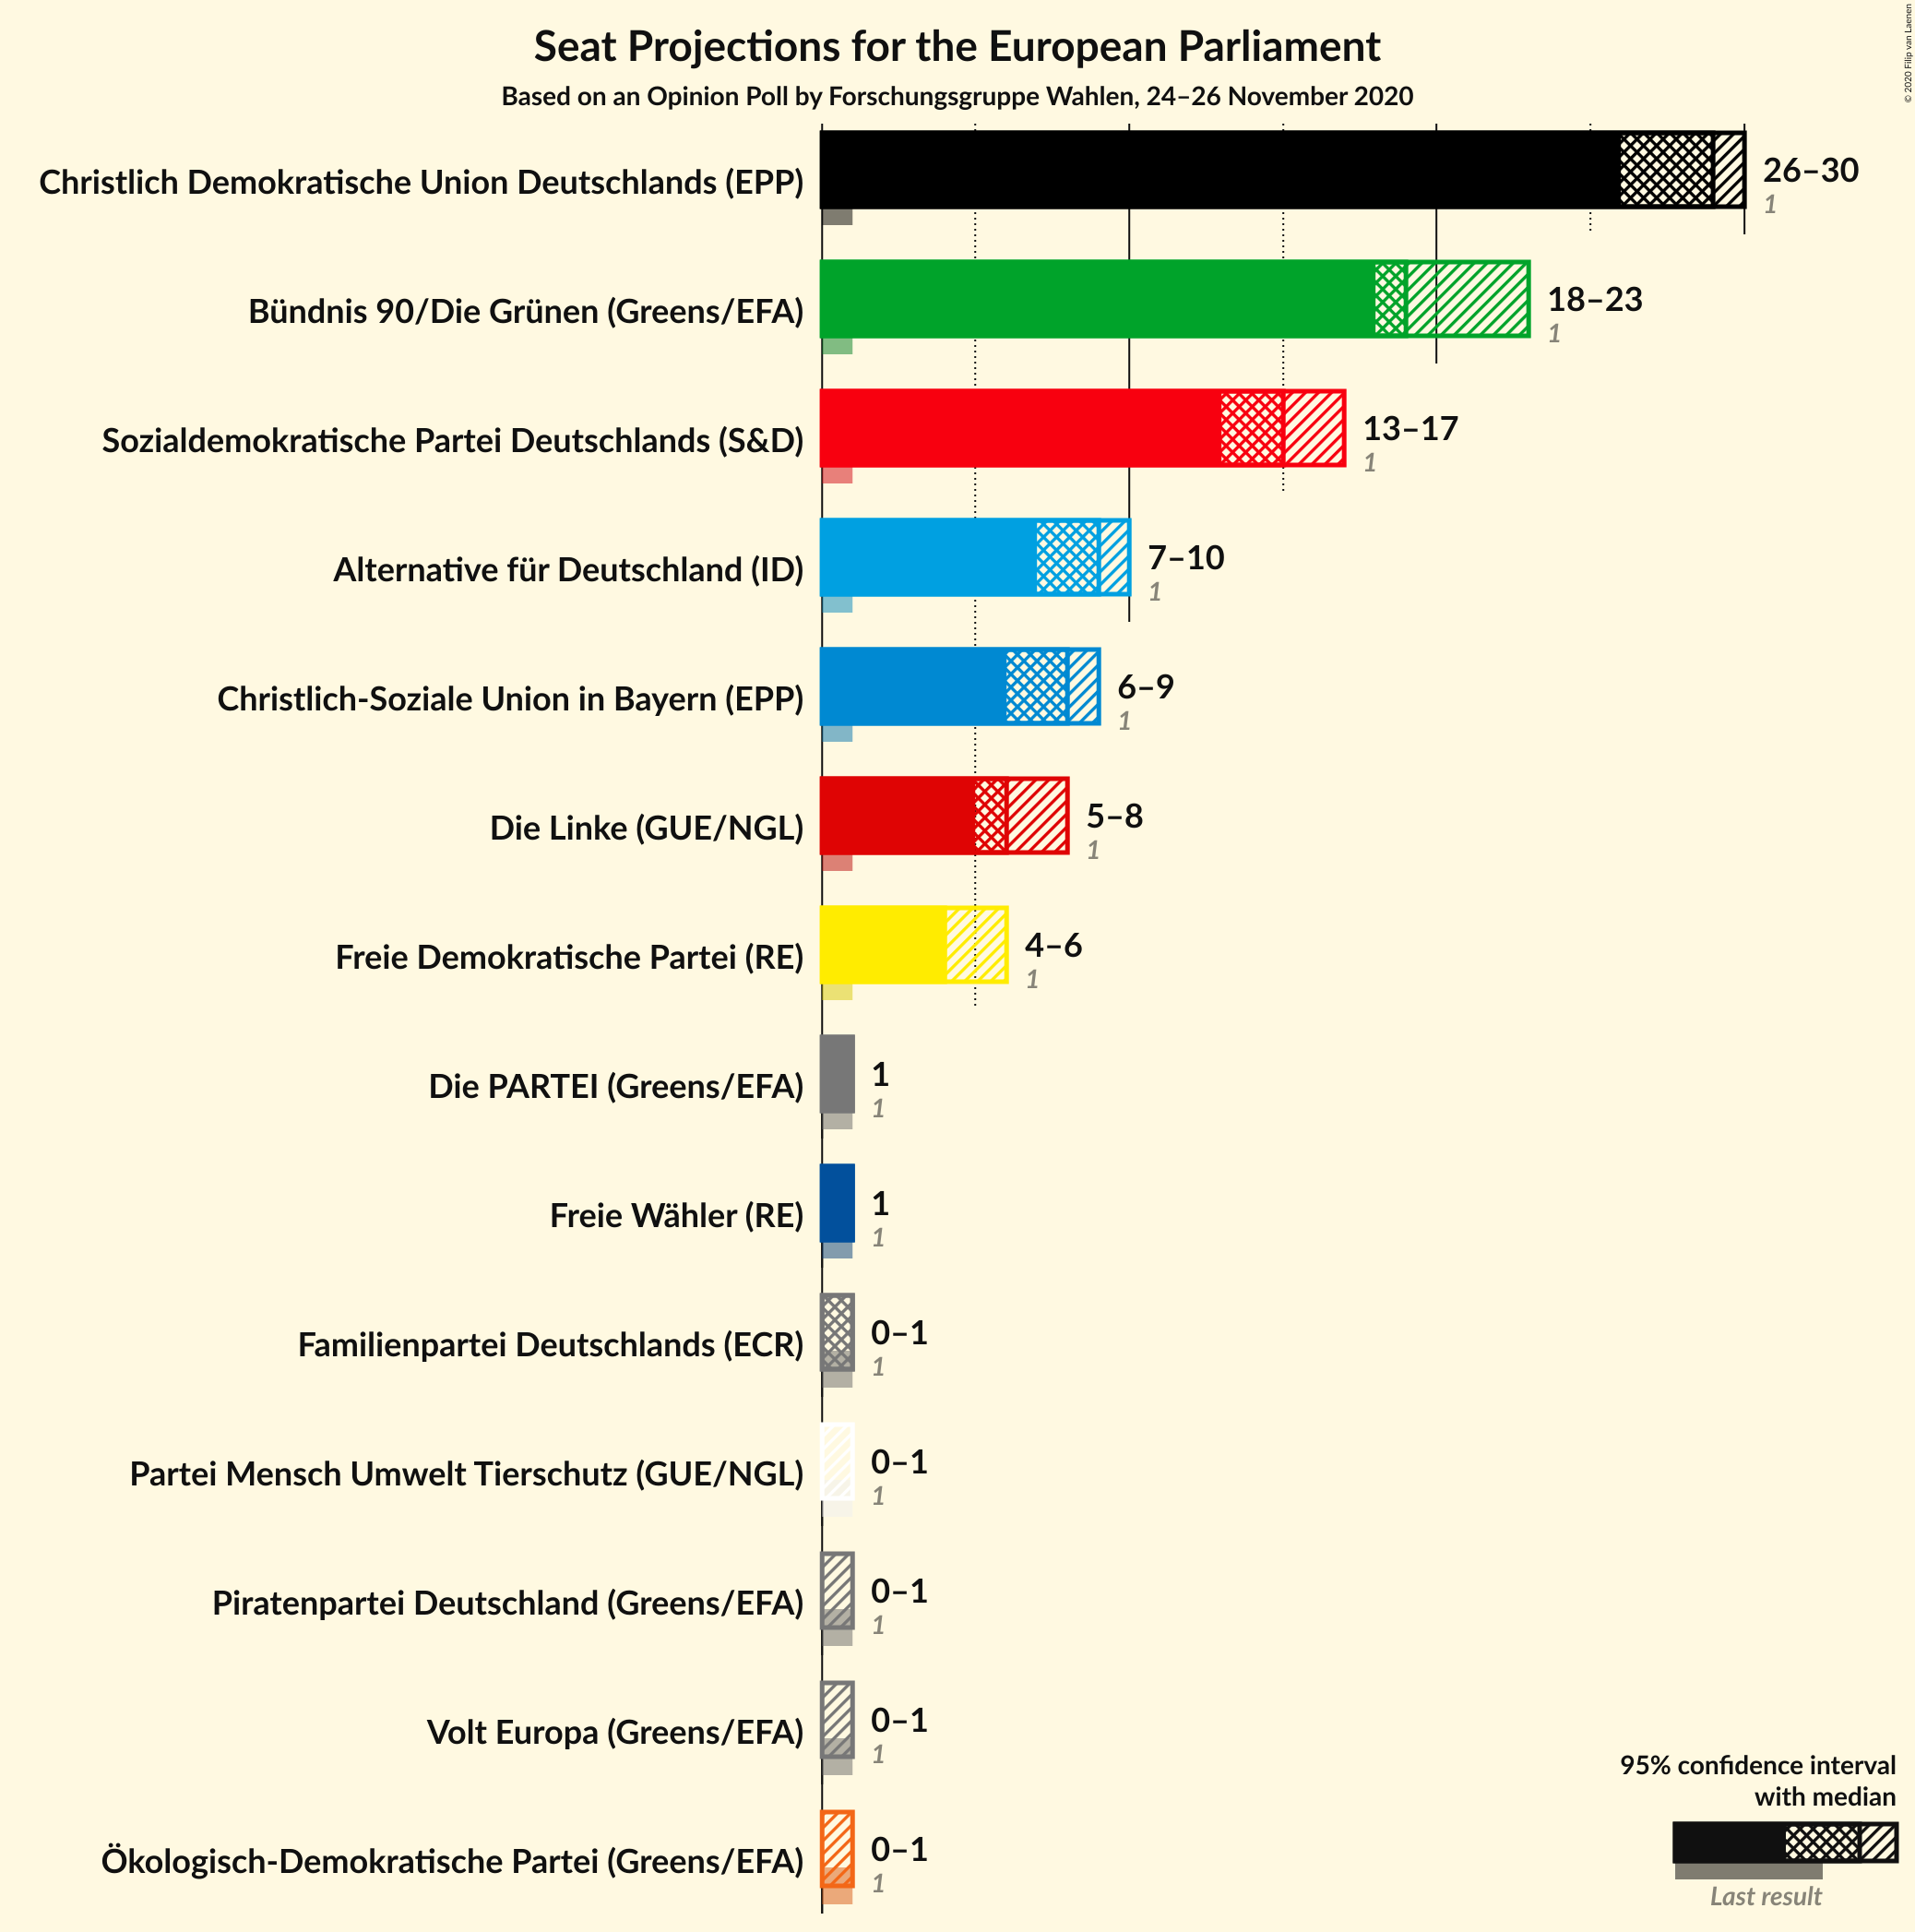 Seat Projections for the European Parliament
Based on an Opinion Poll by Forschungsgruppe Wahlen, 24–26 November 2020
© 2020 Filip van Laenen
Christlich Demokratische Union Deutschlands (EPP)
26–30
1
Bündnis 90/Die Grünen (Greens/EFA)
18–23
1
Sozialdemokratische Partei Deutschlands (S&D)
13–17
1
Alternative für Deutschland (ID)
7–10
1
Christlich-Soziale Union in Bayern (EPP)
6–9
1
Die Linke (GUE/NGL)
5–8
1
Freie Demokratische Partei (RE)
4–6
1
Die PARTEI (Greens/EFA)
1
1
Freie Wähler (RE)
1
1
Familienpartei Deutschlands (ECR)
0–1
1
Partei Mensch Umwelt Tierschutz (GUE/NGL)
0–1
1
Piratenpartei Deutschland (Greens/EFA)
0–1
1
Volt Europa (Greens/EFA)
0–1
1
Ökologisch-Demokratische Partei (Greens/EFA)
0–1
1
95% confidence interval
with median
Last result